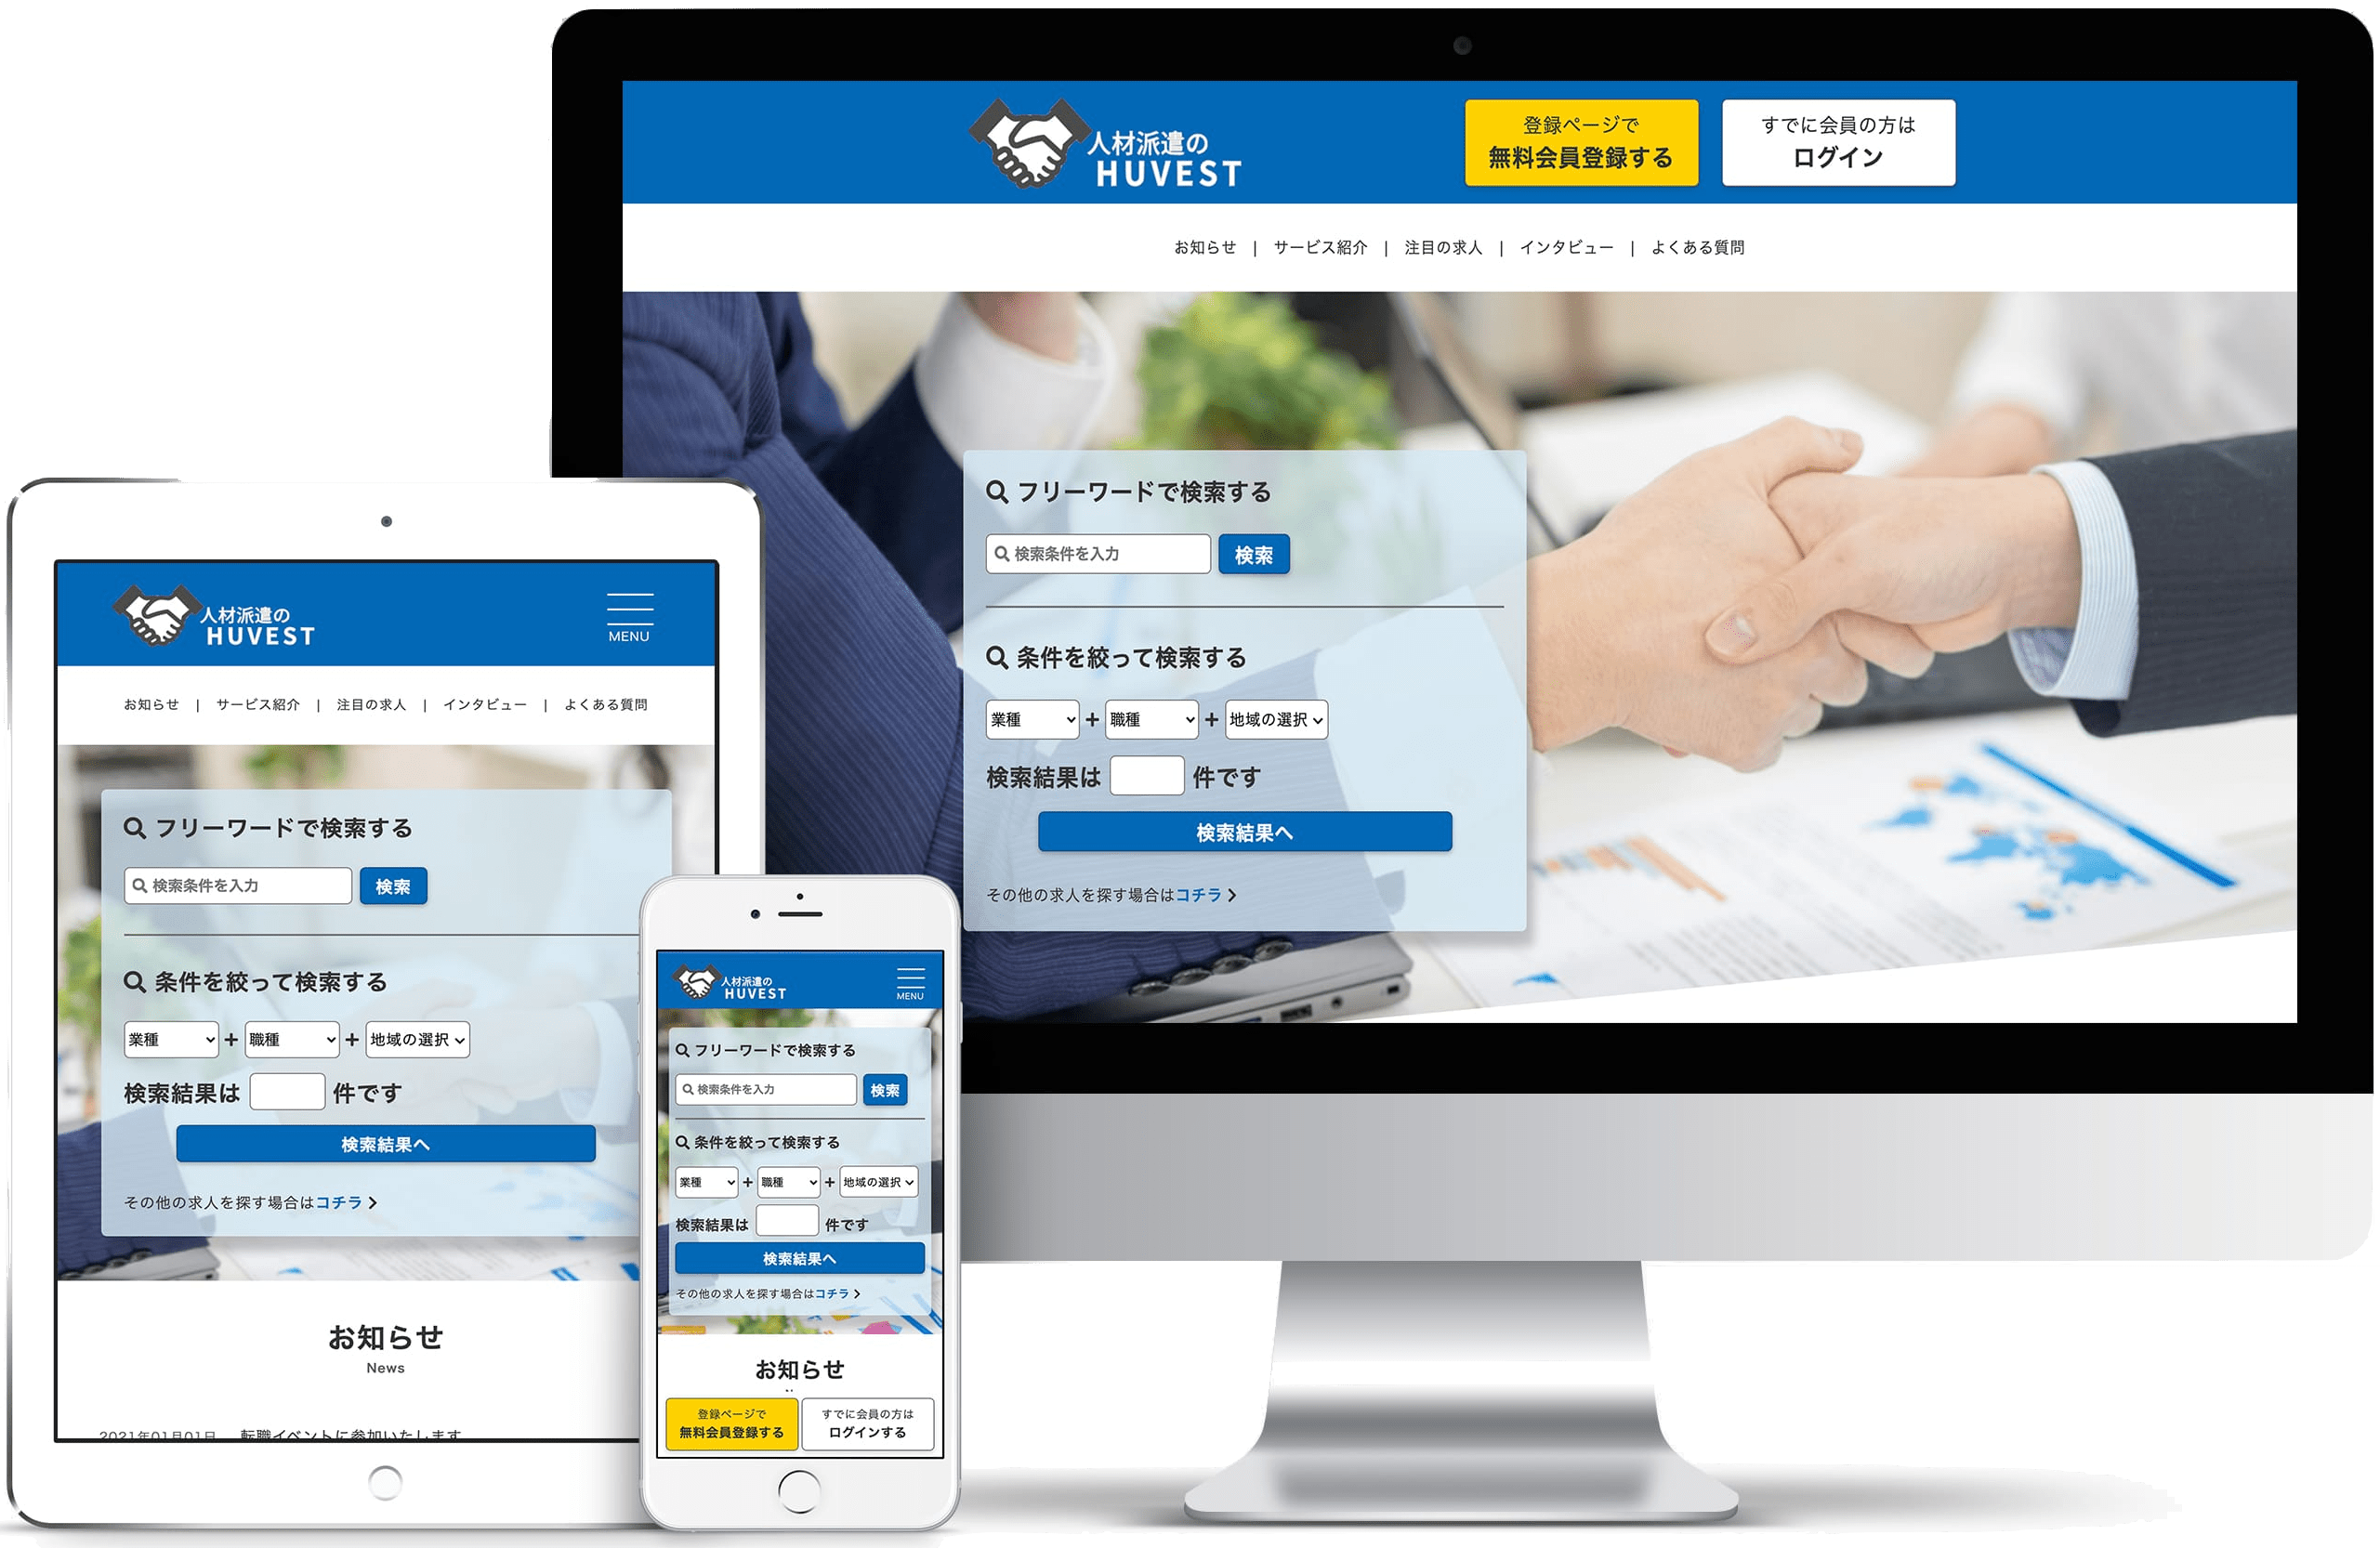 人材派遣の
HUVEST
登録ページで
無料会員登録する
すでに会員の方は
ログイン
お知らせ | サービス紹介 | 注目の求人 | インタビュー | よくある質問
フリーワードで検索する
検索条件を入力 検索
条件を絞って検索する
業種 + 職種 + 地域の選択
検索結果は 件です
検索結果へ
その他の求人を探す場合はコチラ
人材派遣の
HUVEST
MENU
お知らせ | サービス紹介 | 注目の求人 | インタビュー | よくある質問
フリーワードで検索する
検索条件を入力 検索
条件を絞って検索する
業種 + 職種 + 地域の選択
検索結果は 件です
検索結果へ
その他の求人を探す場合はコチラ
お知らせ
News
2021年01月01日 転職イベントに参加いたします
人材派遣の
HUVEST
MENU
フリーワードで検索する
検索条件を入力 検索
条件を絞って検索する
業種 + 職種 + 地域の選択
検索結果は 件です
検索結果へ
その他の求人を探す場合はコチラ
お知らせ
登録ページで
無料会員登録する
すでに会員の方は
ログインする